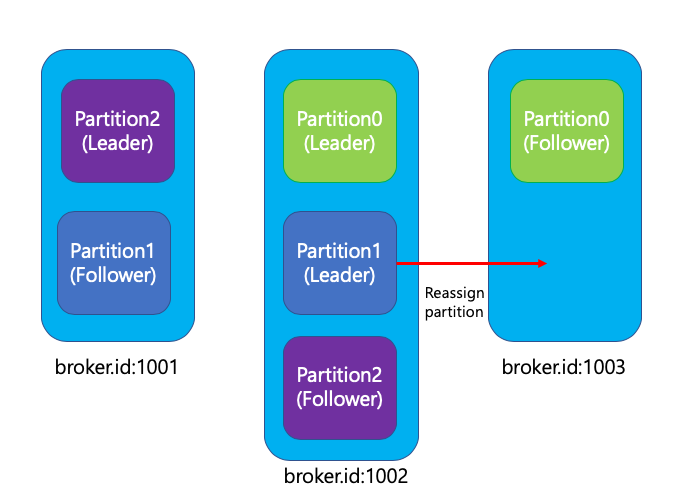 Partition2
(Leader)
Partition1
(Follower)
broker.id:1001
Partition0
(Leader)
Partition1
(Leader)
Partition2
(Follower)
broker.id:1002
Reassign
partition
Partition0
(Follower)
broker.id:1003